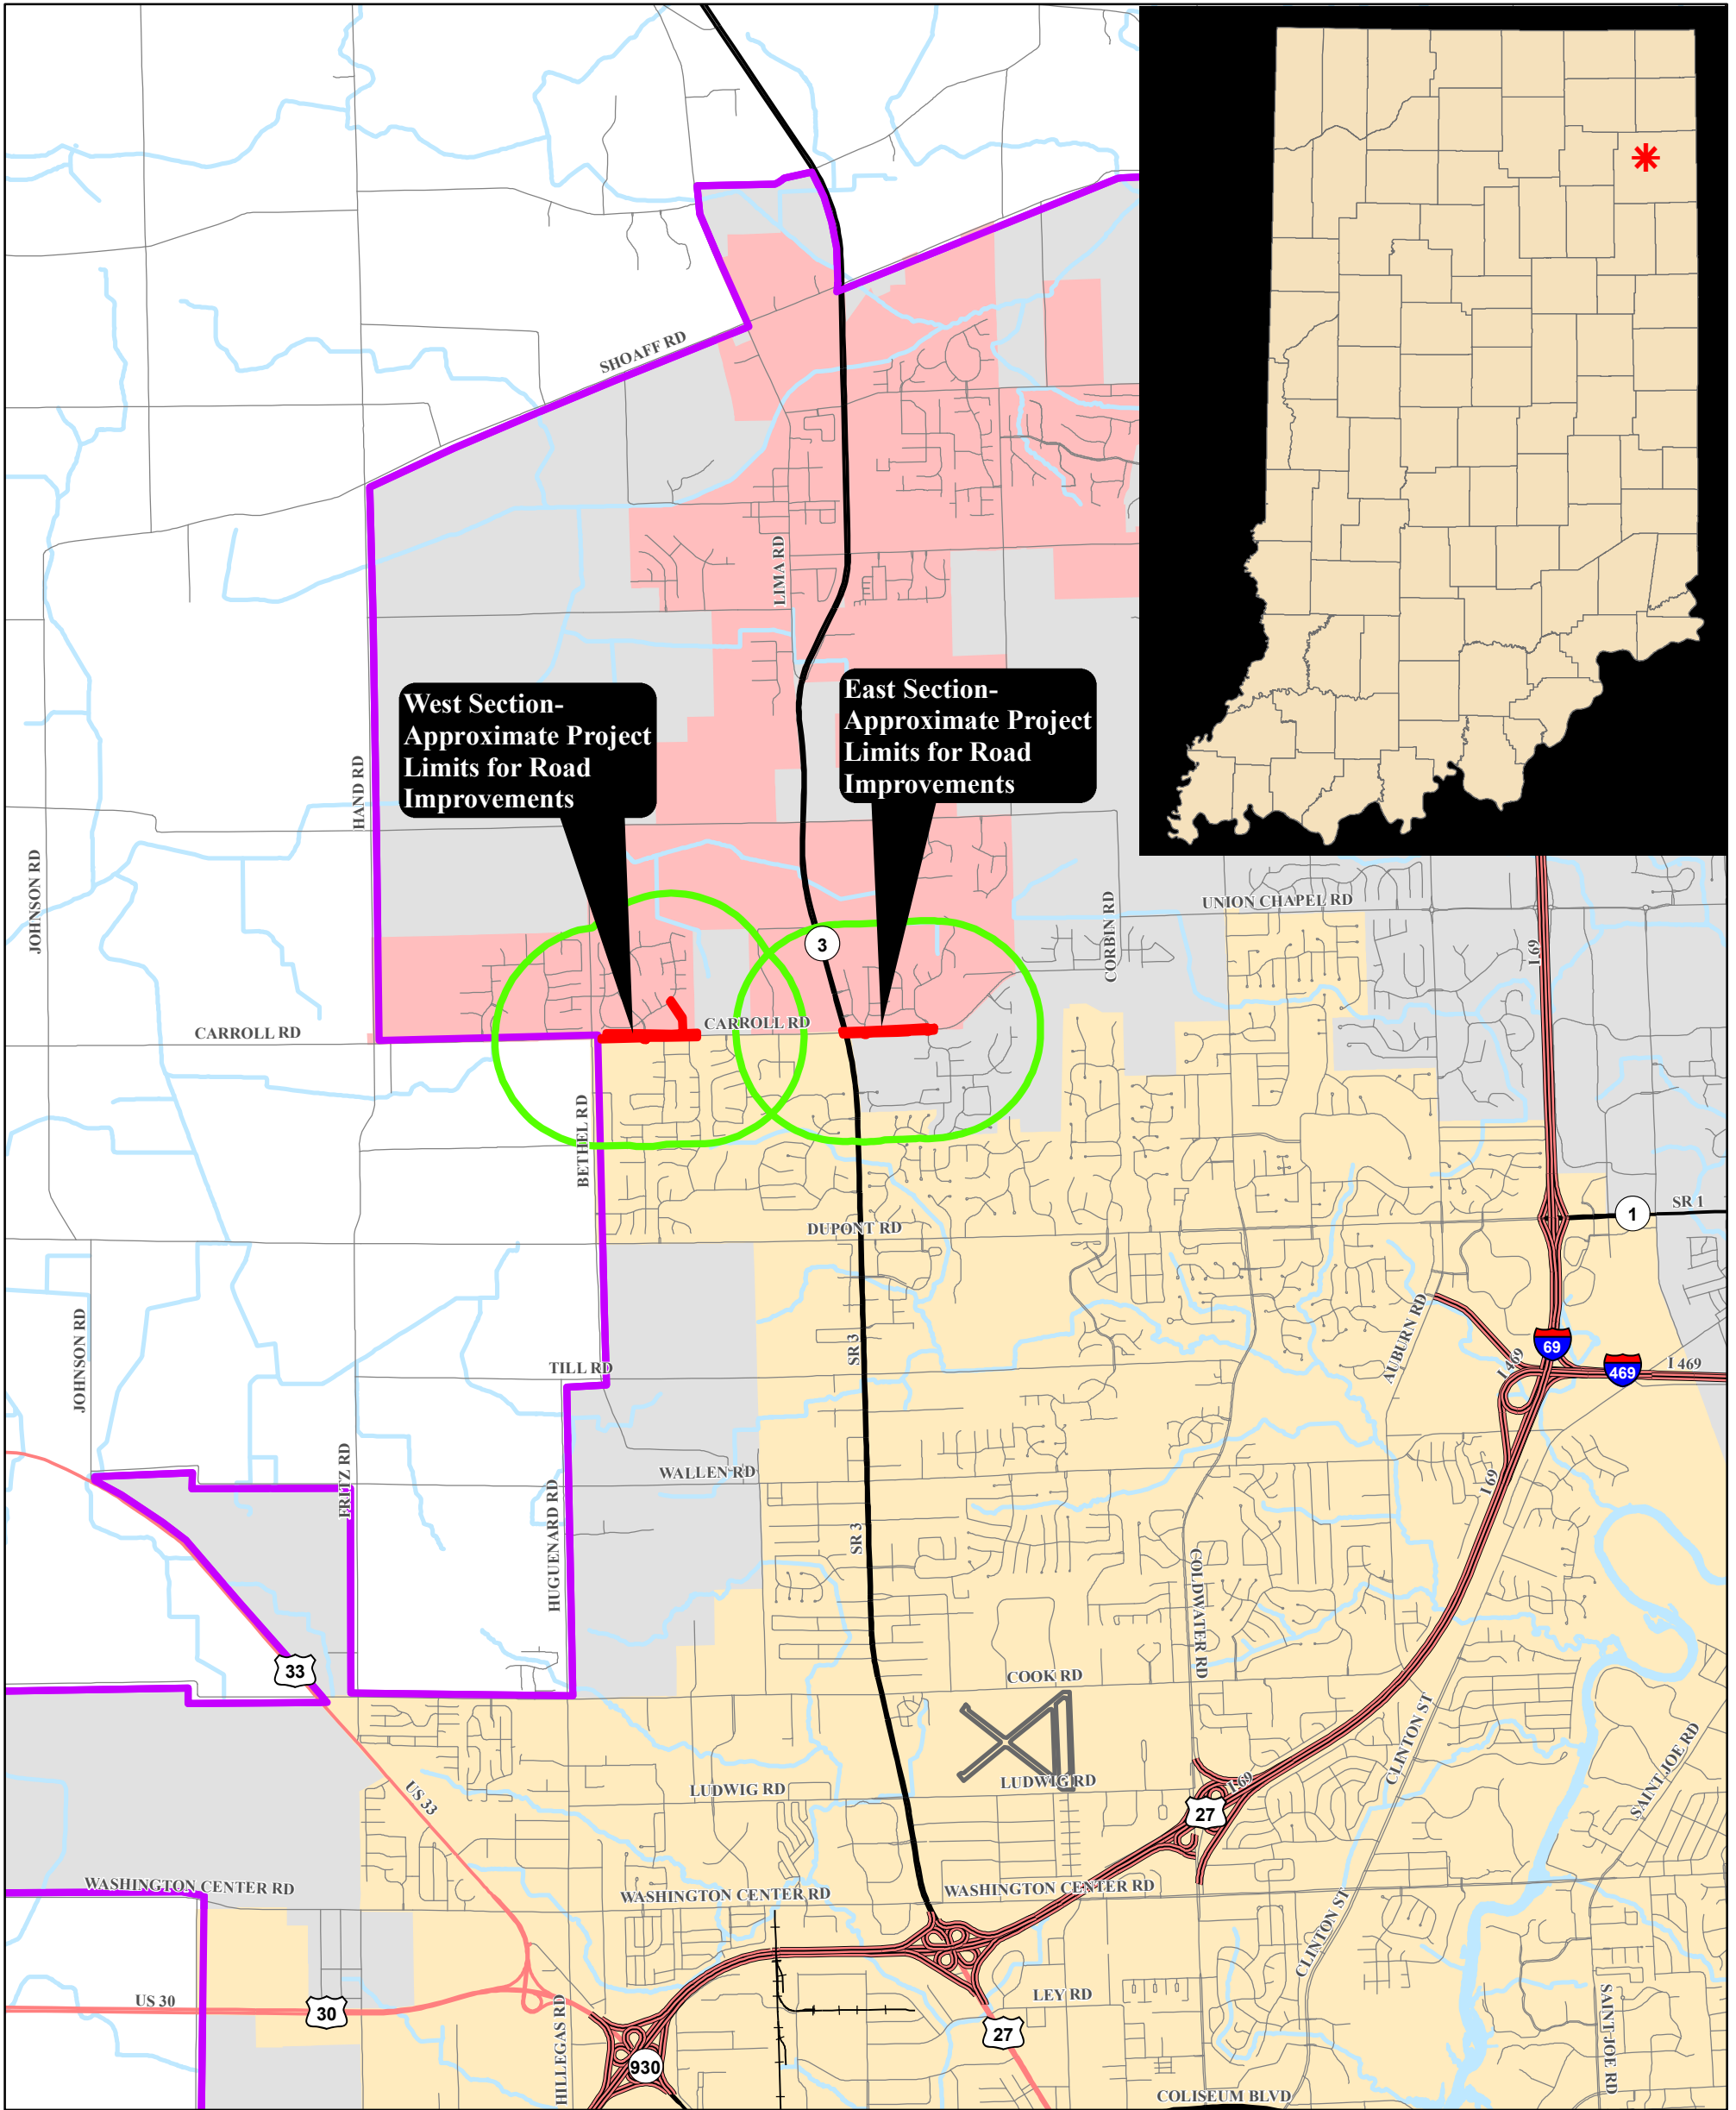 SHOAFF RD
LIMA RD
West Section-
Approximate Project
Limits for Road
Improvements
East Section-
Approximate Project
Limits for Road
Improvements
HAND RD
JOHNSON RD
UNION CHAPEL RD
CORBIN RD
I 69
3
CARROLL RD
CARROLL RD
BETHEL RD
SR 1
1
DUPONT RD
JOHNSON RD
SR 3
AUBURN RD
TILL RD
69
I 469
469
I 469
FRITZ RD
WALLEN RD
HUGUENARD RD
I 69
SR 3
COLDWATER RD
33
COOK RD
CLINTON ST
SAINT JOE RD
US 33
LUDWIG RD
LUDWIG RD
I 69
27
WASHINGTON CENTER RD
WASHINGTON CENTER RD
WASHINGTON CENTER RD
CLINTON ST
US 30
30
HILLEGAS RD
LEY RD
27
SAINT JOE RD
930
COLISEUM BLVD